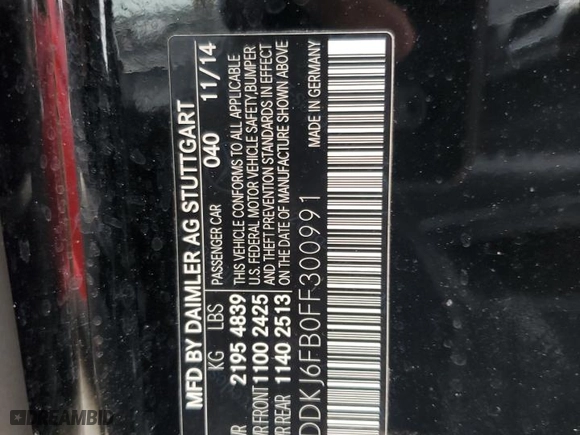 MFD BY DAIMLER AG STUTTGART
KG LBS PASSENGER CAR 040 11/14
2195 4839 THIS VEHICLE CONFORMS TO ALL APPLICABLE
U.S. FEDERAL MOTOR VEHICLE SAFETY, BUMPER
FRONT 1100 2425 AND THEFT PREVENTION STANDARDS IN EFFECT
REAR 1140 2513 ON THE DATE OF MANUFACTURE SHOWN ABOVE
DDKJ6FB0FF300991 MADE IN GERMANY
DREAMBID